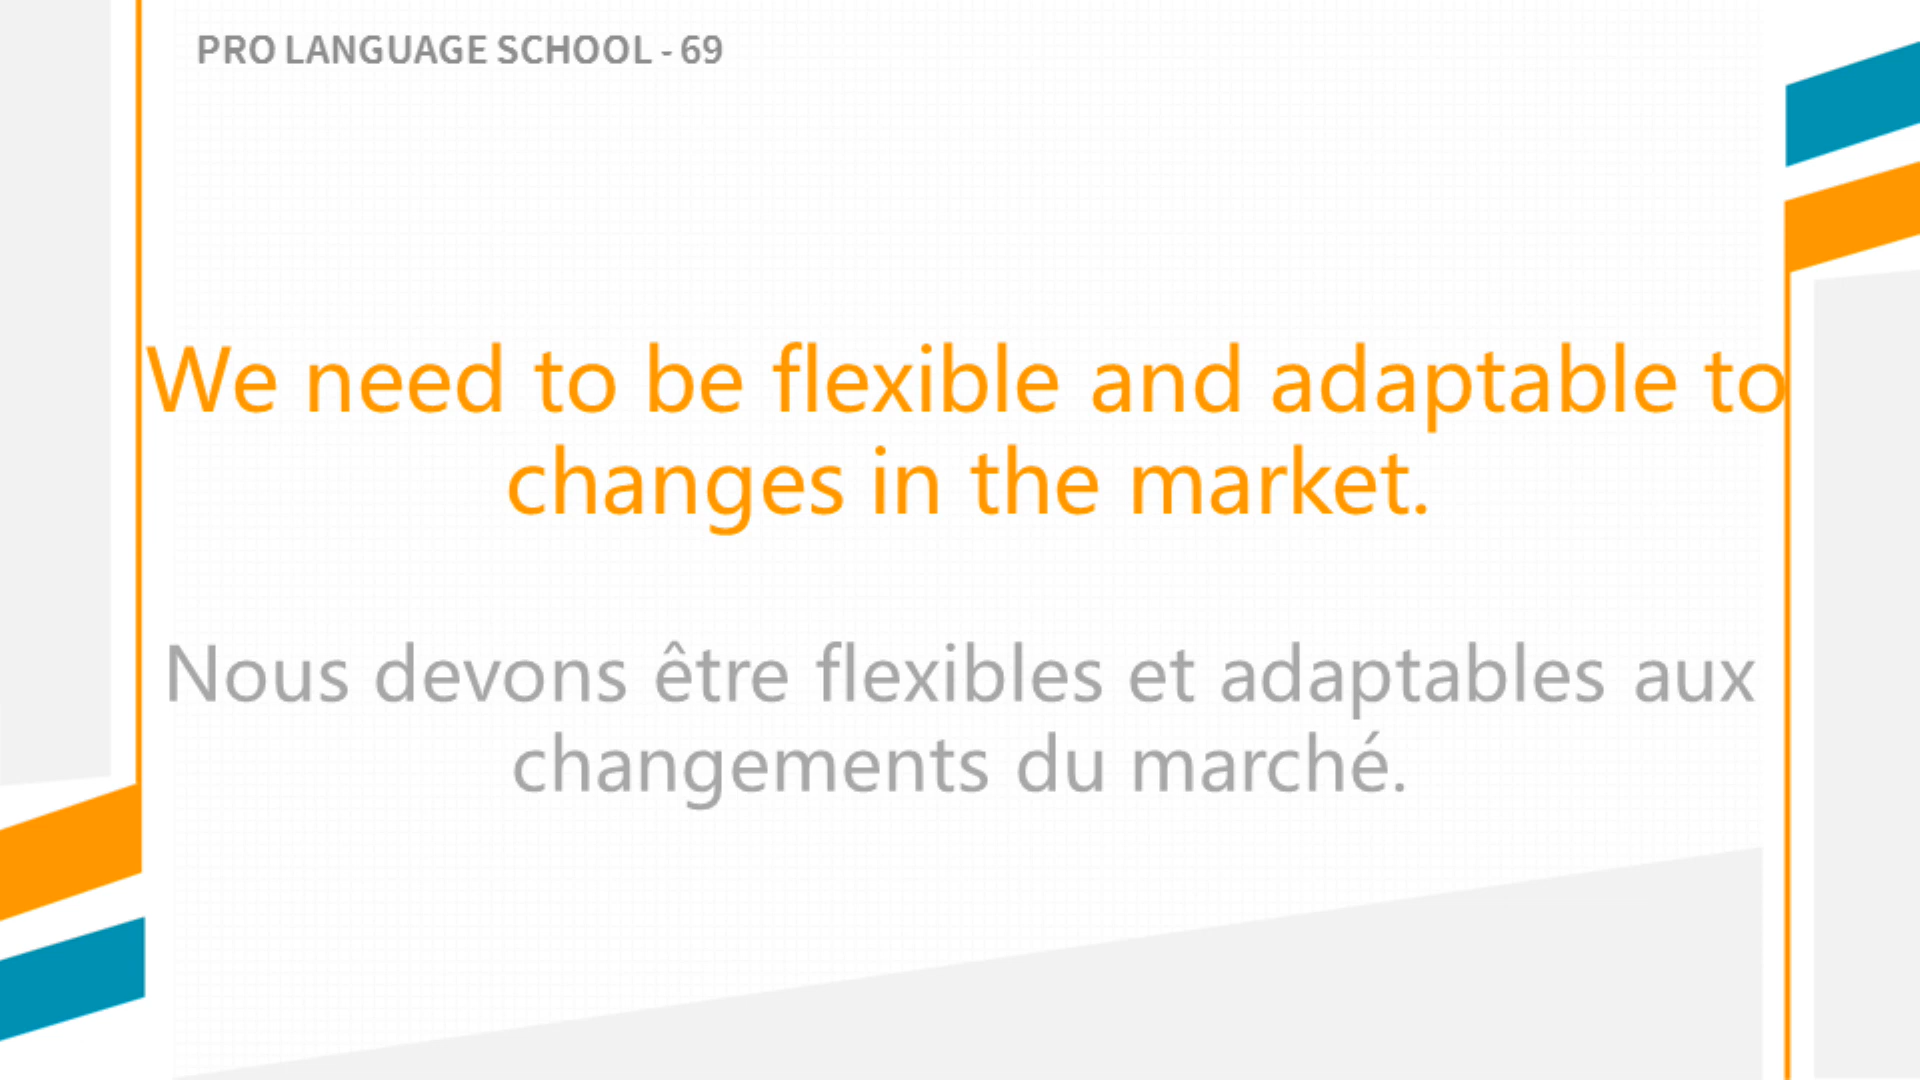 PRO LANGUAGE SCHOOL - 69
We need to be flexible and adaptable to
changes in the market.
Nous devons être flexibles et adaptables aux
changements du marché.